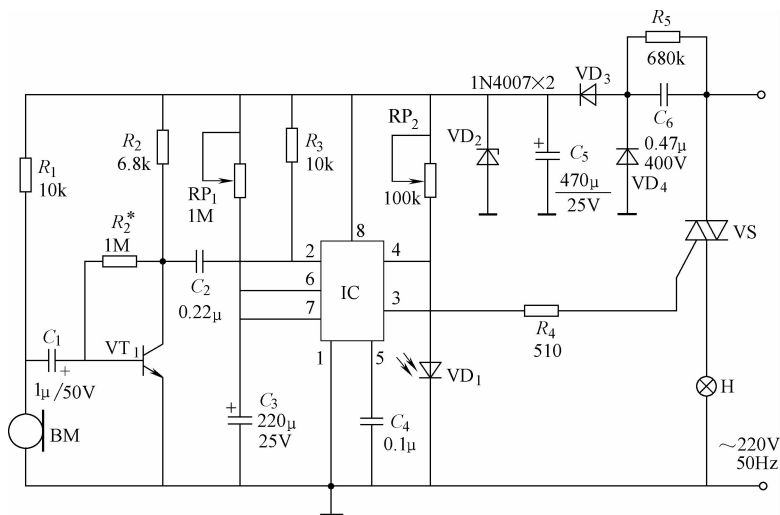 R5
680k
1N4007×2
VD3
C6
0.47μ
400V
VD4
R2
6.8k
R1
10k
RP1
1M
R3
10k
RP2
100k
VD2
C5
470μ
25V
R2*
1M
C2
0.22μ
8
2
6
7
4
3
IC
1
5
VS
C1
1μ/50V
VT1
R4
510
VD1
BM
C3
220μ
25V
C4
0.1μ
H
~220V
50Hz